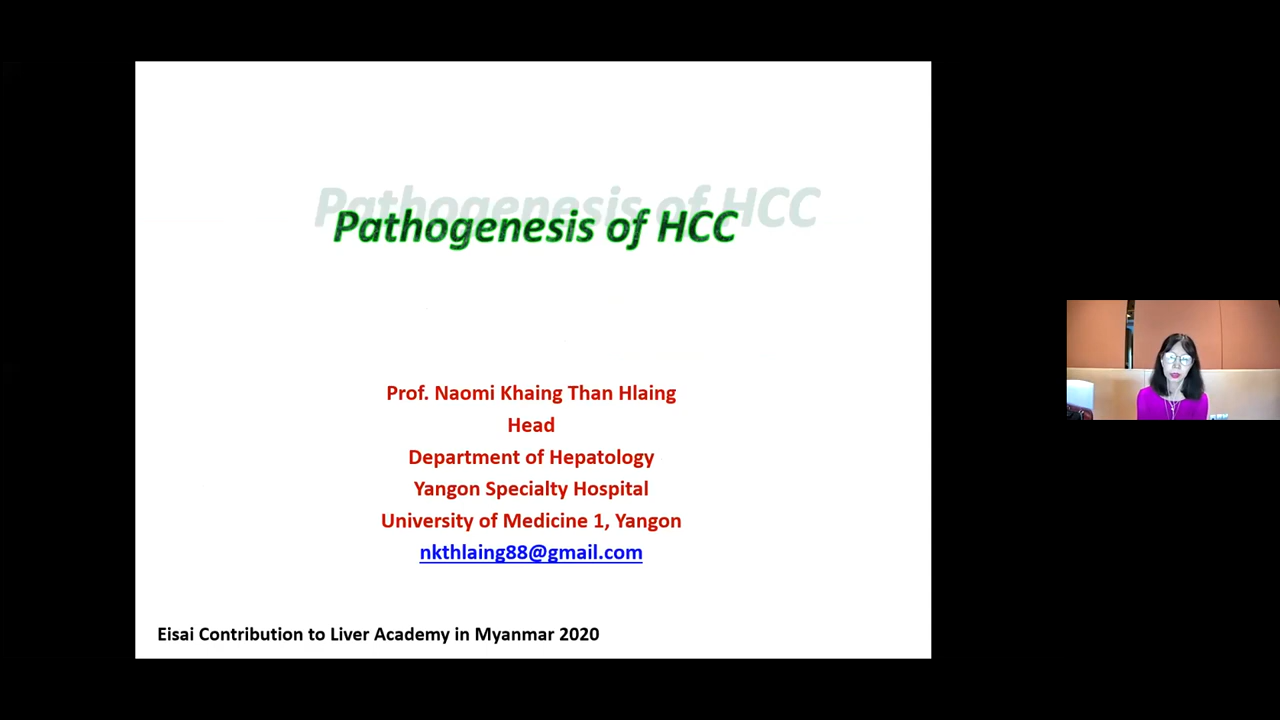 Pathogenesis of HCC
Prof. Naomi Khaing Than Hlaing
Head
Department of Hepatology
Yangon Specialty Hospital
University of Medicine 1, Yangon
nkthlaing88@gmail.com
Eisai Contribution to Liver Academy in Myanmar 2020